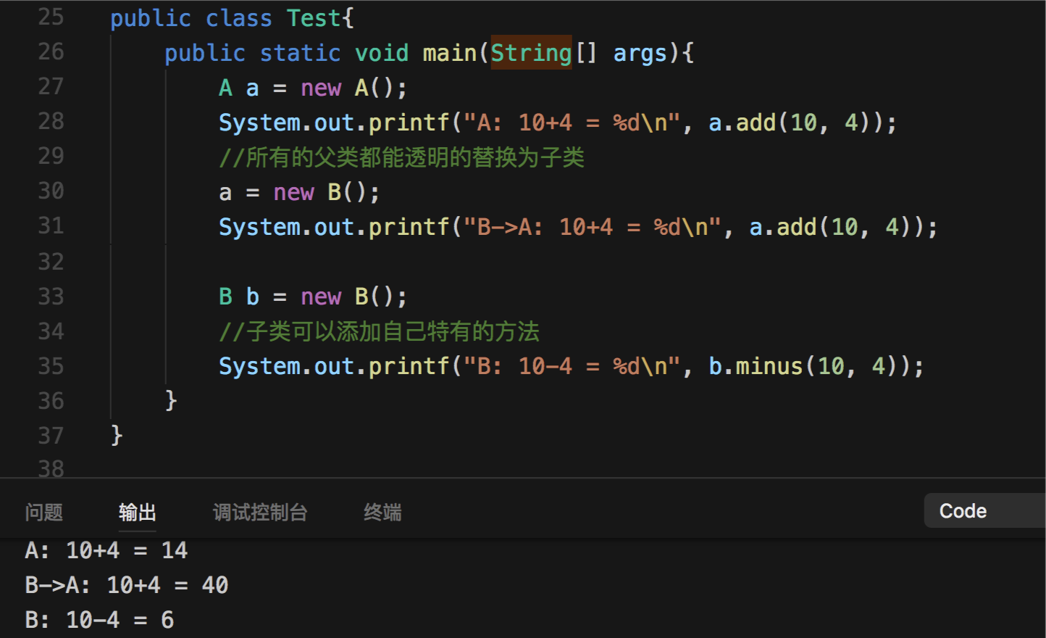 25 public class Test{
26 public static void main(String[] args){
27 A a = new A();
28 System.out.printf("A: 10+4 = %d\n", a.add(10, 4));
29 //所有的父类都能透明的替换为子类
30 a = new B();
31 System.out.printf("B->A: 10+4 = %d\n", a.add(10, 4));
32
33 B b = new B();
34 //子类可以添加自己特有的方法
35 System.out.printf("B: 10-4 = %d\n", b.minus(10, 4));
36 }
37 }
38
问题 输出 调试控制台 终端 Code
A: 10+4 = 14
B->A: 10+4 = 40
B: 10-4 = 6